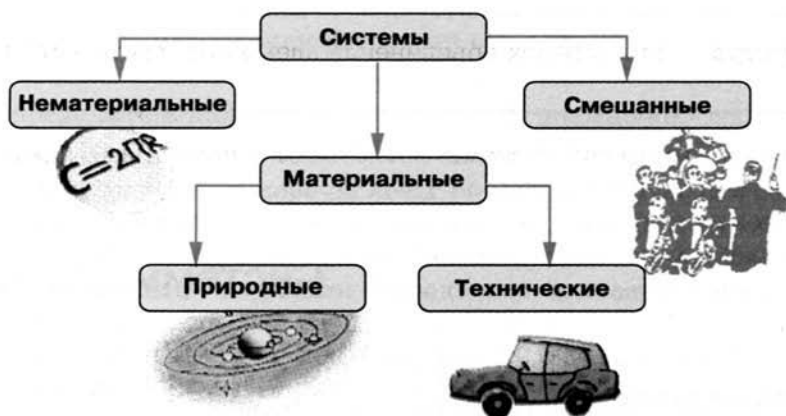 Системы
Нематериальные
Смешанные
C=2ПR
Материальные
Природные
Технические